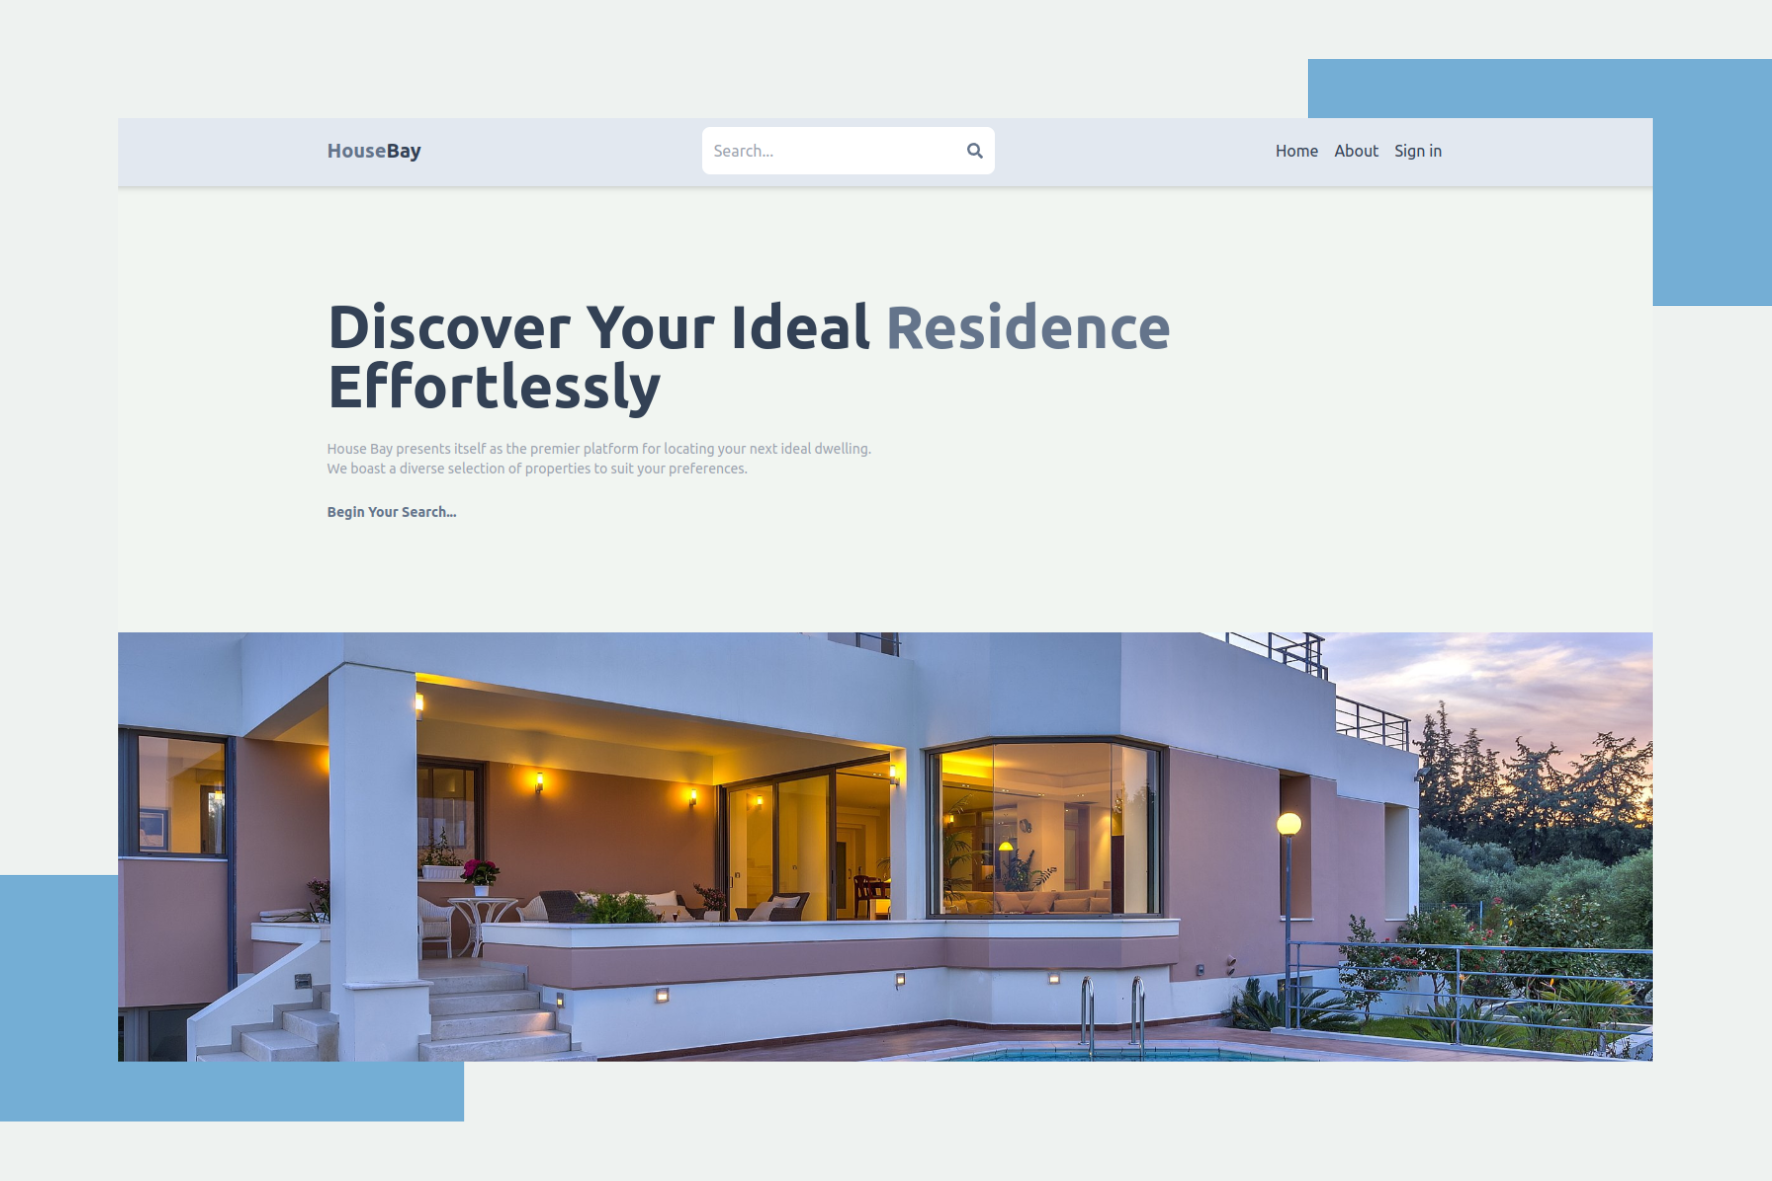 HouseBay
Search...
Home About Sign in
Discover Your Ideal Residence
Effortlessly
House Bay presents itself as the premier platform for locating your next ideal dwelling.
We boast a diverse selection of properties to suit your preferences.
Begin Your Search...